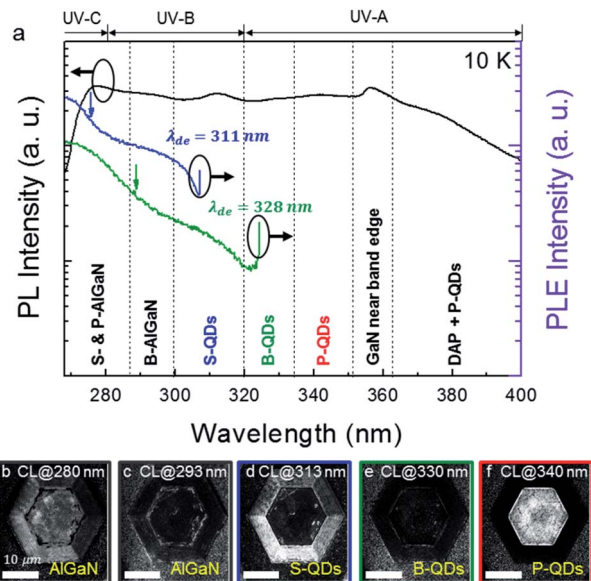 UV-C UV-B UV-A
a
10 K
λde = 311 nm
λde = 328 nm
PL Intensity (a. u.)
PLE Intensity (a. u.)
S- & P-AlGaN
B-AlGaN
S-QDs
B-QDs
P-QDs
GaN near band edge
DAP + P-QDs
280 300 320 340 360 380 400
Wavelength (nm)
b CL@280 nm
10 μm
AlGaN
c CL@293 nm
AlGaN
d CL@313 nm
S-QDs
e CL@330 nm
B-QDs
f CL@340 nm
P-QDs